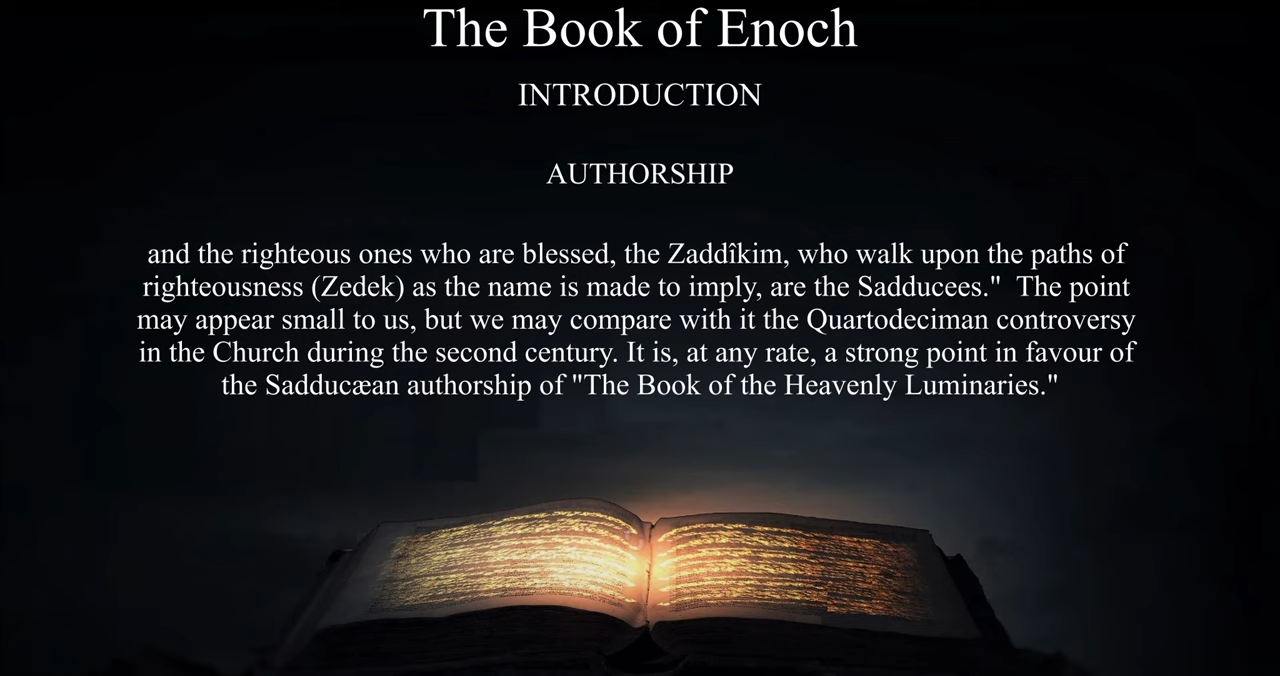 The Book of Enoch
INTRODUCTION
AUTHORSHIP
and the righteous ones who are blessed, the Zaddîkim, who walk upon the paths of
righteousness (Zedek) as the name is made to imply, are the Sadducees."  The point
may appear small to us, but we may compare with it the Quartodeciman controversy
in the Church during the second century. It is, at any rate, a strong point in favour of
the Sadducæan authorship of "The Book of the Heavenly Luminaries."